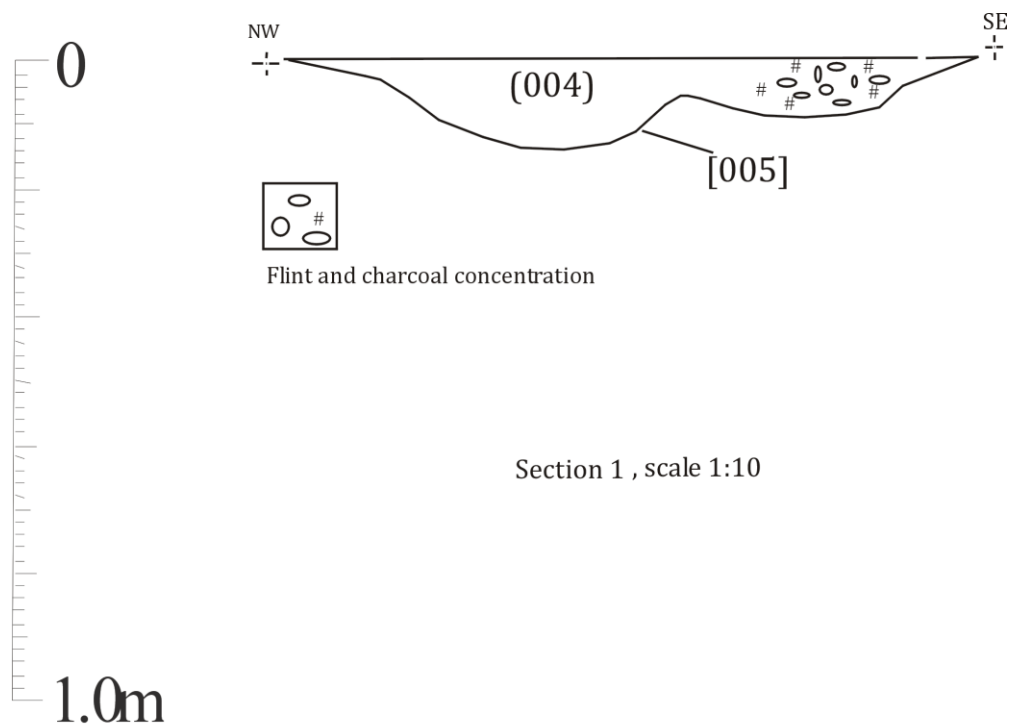 NW
SE
0
(004)
#
#
#
#
#
[005]
#
Flint and charcoal concentration
Section 1 , scale 1:10
1.0m